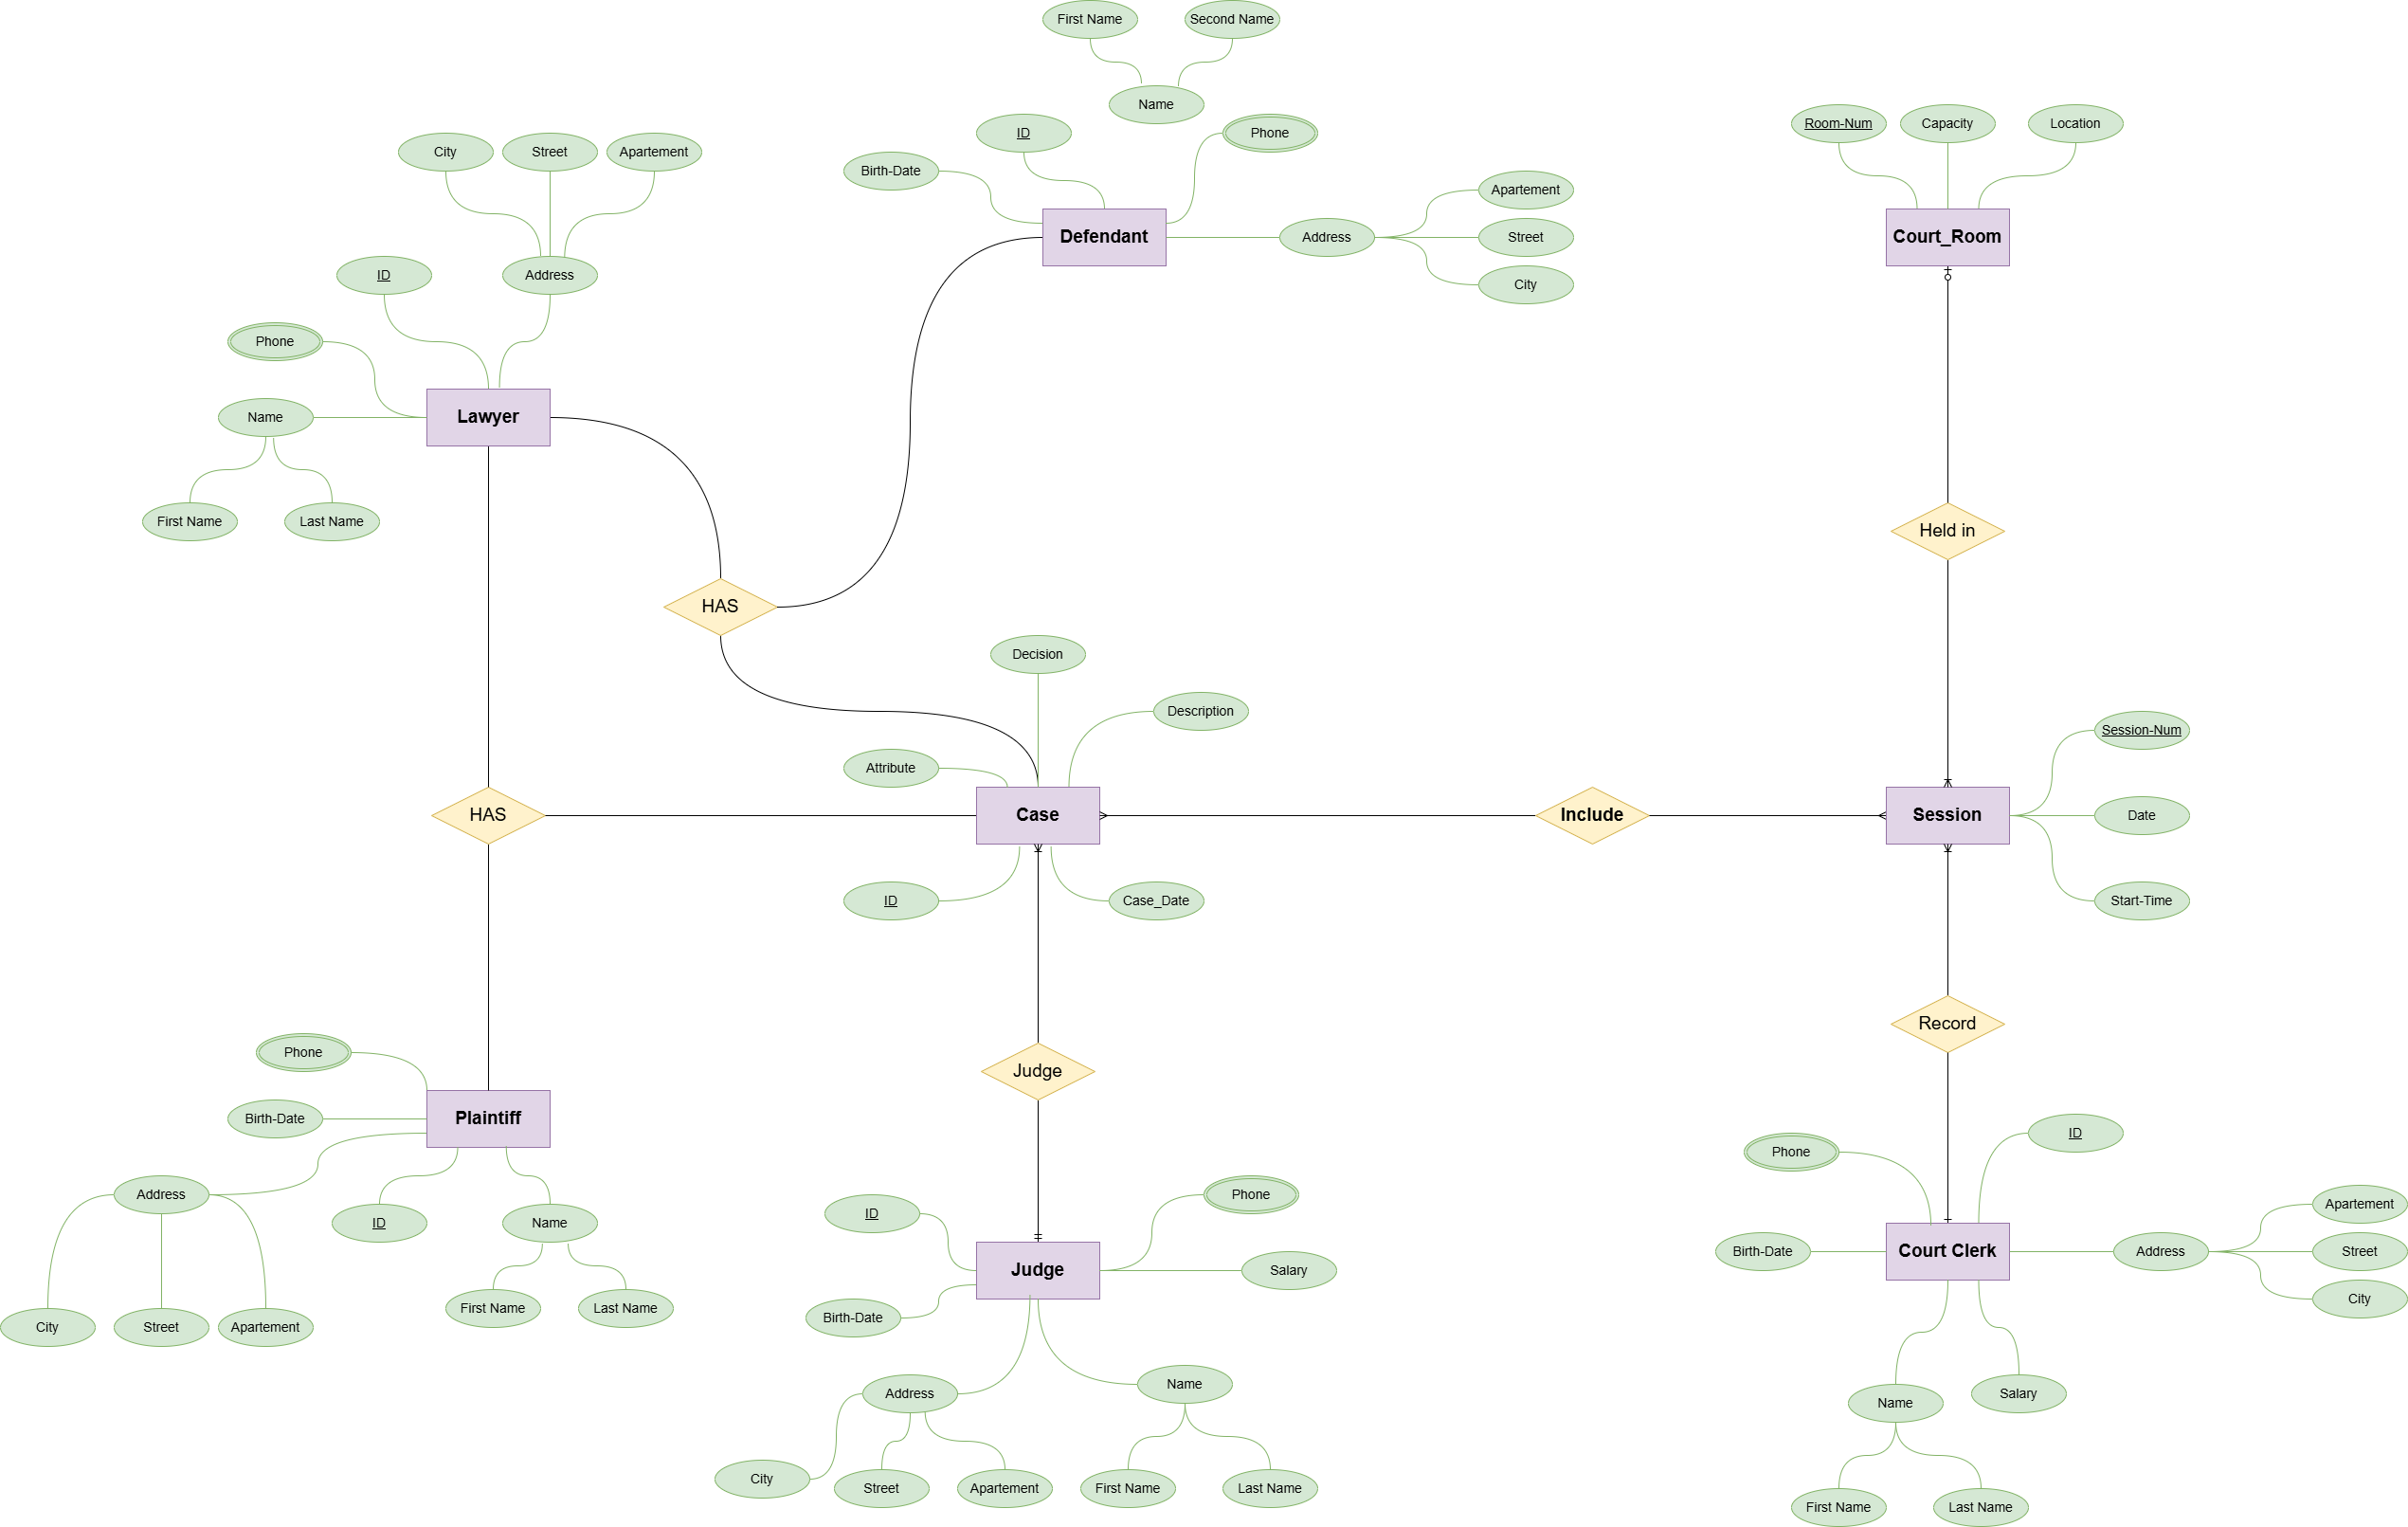 First Name
Second Name
Name
ID
Phone
Birth-Date
Defendant
Address
Apartement
Street
City
Room-Num
Capacity
Location
Court_Room
City
Street
Apartement
ID
Address
Phone
Name
Lawyer
First Name
Last Name
Held in
HAS
Decision
Description
Attribute
Session-Num
HAS
Case
Include
Session
Date
ID
Case_Date
Start-Time
Judge
Record
Phone
Birth-Date
Plaintiff
Address
ID
Name
First Name
Last Name
City
Street
Apartement
ID
Phone
Judge
Salary
Birth-Date
Address
Name
City
Street
Apartement
First Name
Last Name
Phone
ID
Birth-Date
Court Clerk
Address
Apartement
Street
City
Name
Salary
First Name
Last Name